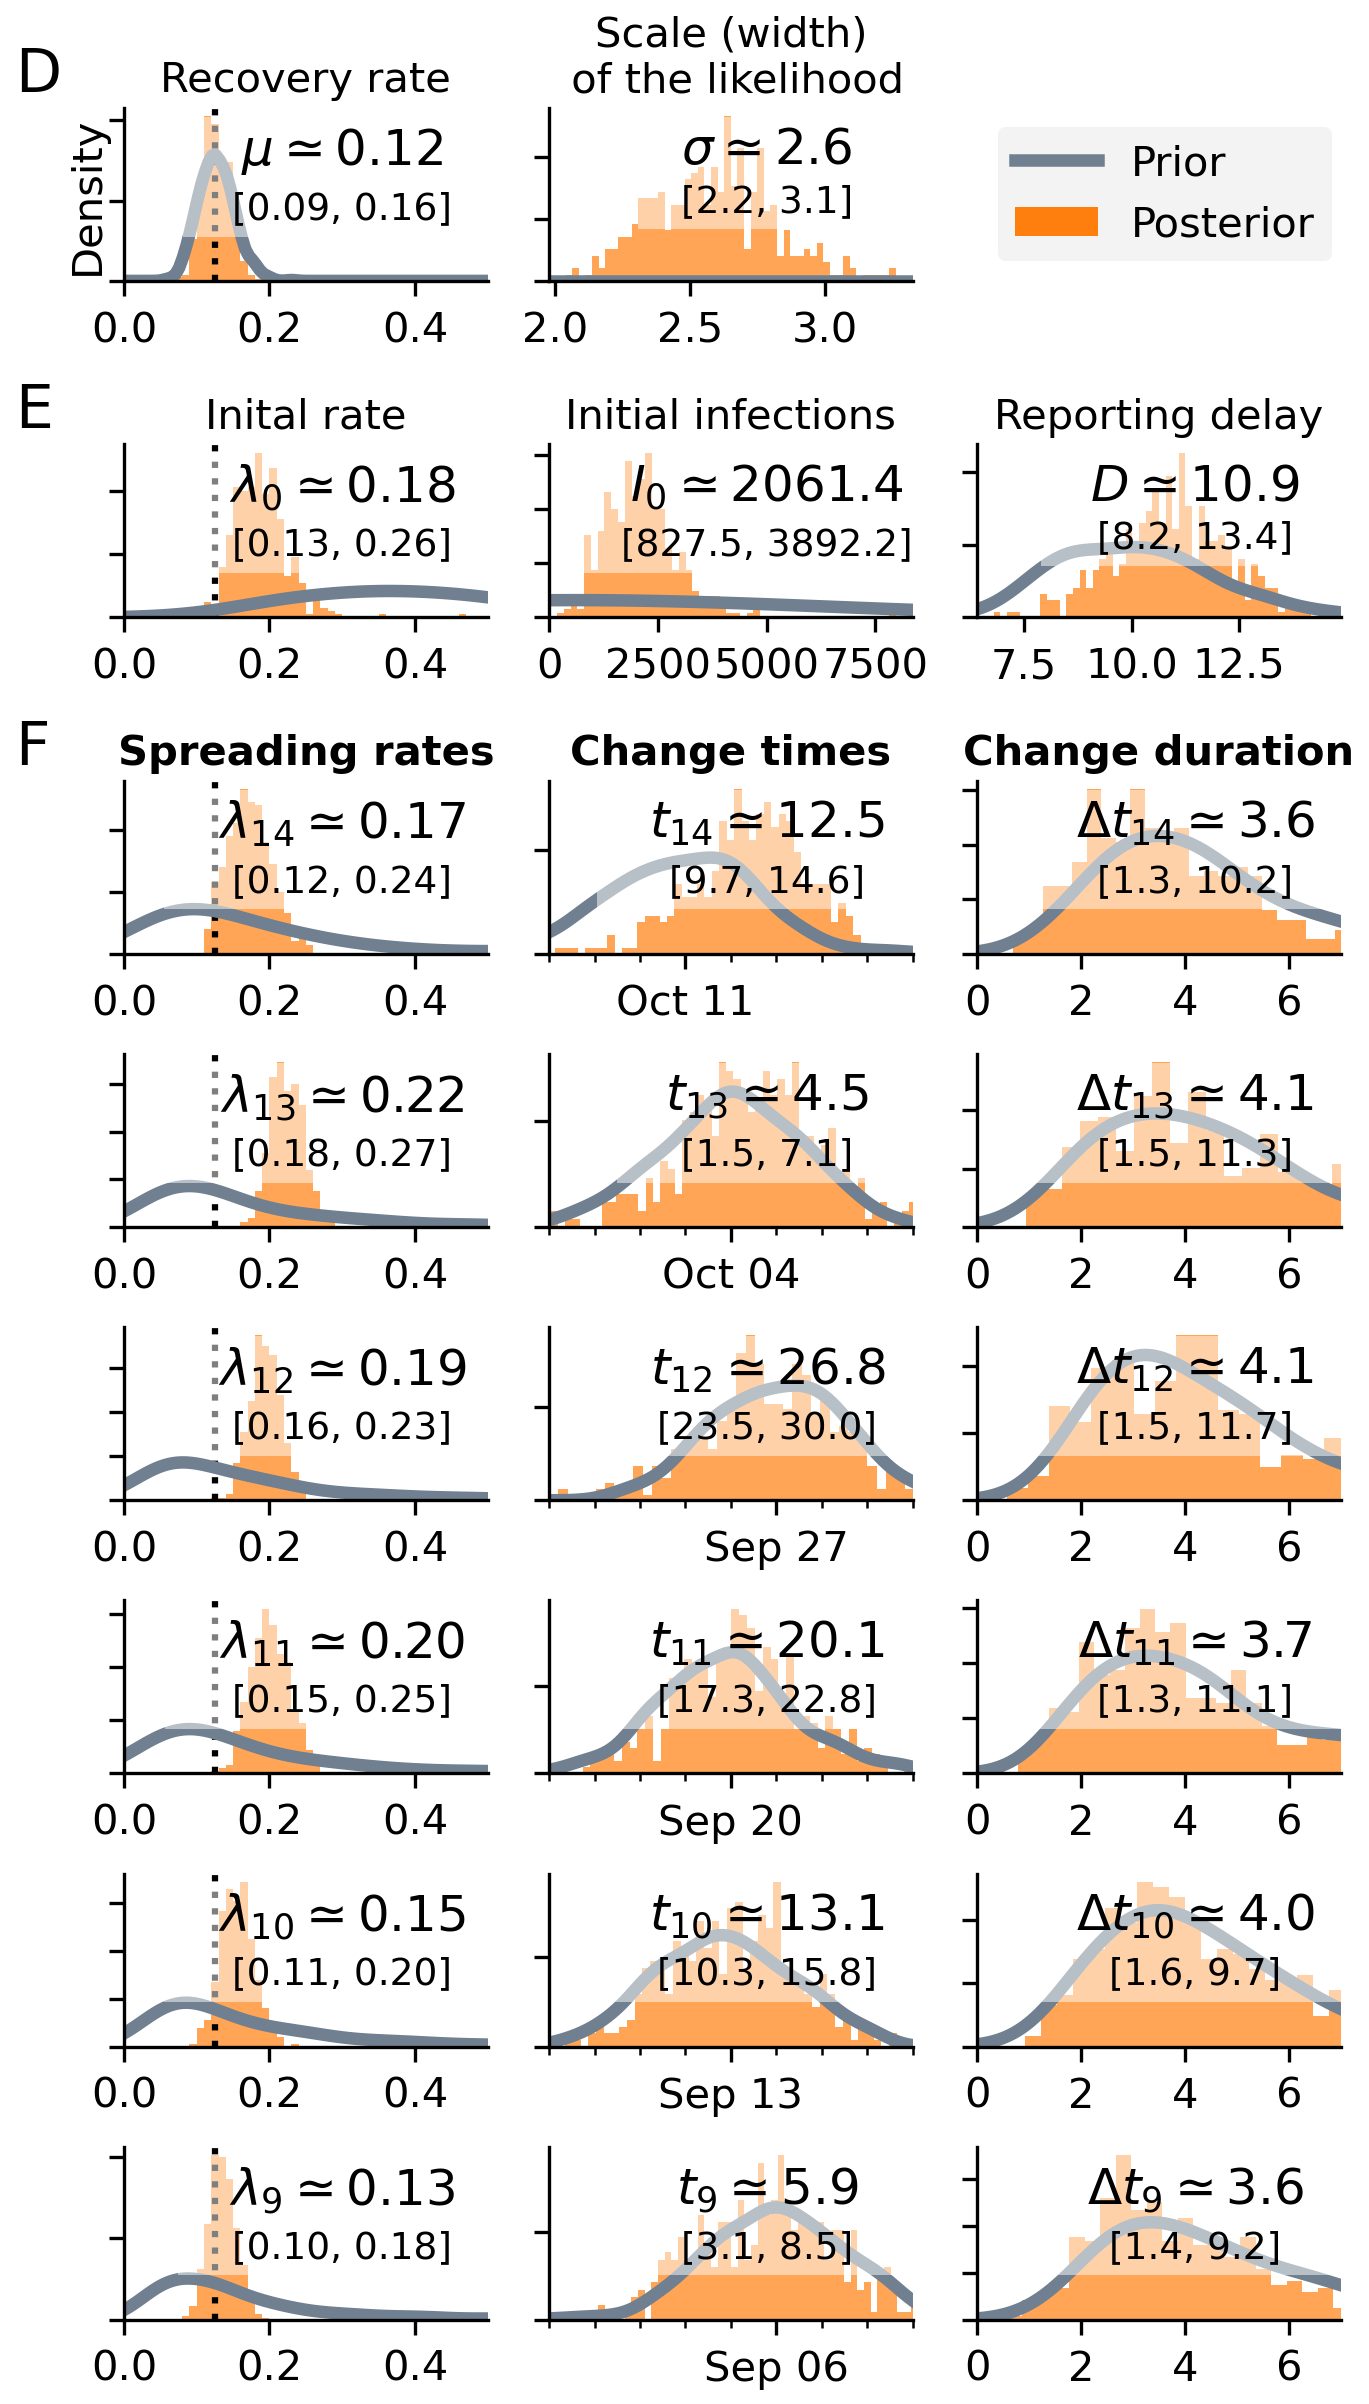 D
Recovery rate
Scale (width)
of the likelihood
Density
μ ≃ 0.12
[0.09, 0.16]
σ ≃ 2.6
[2.2, 3.1]
Prior
Posterior
0.0 0.2 0.4
2.0 2.5 3.0
E
Inital rate
Initial infections
Reporting delay
λ0 ≃ 0.18
[0.13, 0.26]
I0 ≃ 2061.4
[827.5, 3892.2]
D ≃ 10.9
[8.2, 13.4]
0.0 0.2 0.4
0 2500 5000 7500
7.5 10.0 12.5
F
Spreading rates
Change times
Change duration
λ14 ≃ 0.17
[0.12, 0.24]
t14 ≃ 12.5
[9.7, 14.6]
Δt14 ≃ 3.6
[1.3, 10.2]
0.0 0.2 0.4
Oct 11
0 2 4 6
λ13 ≃ 0.22
[0.18, 0.27]
t13 ≃ 4.5
[1.5, 7.1]
Δt13 ≃ 4.1
[1.5, 11.3]
0.0 0.2 0.4
Oct 04
0 2 4 6
λ12 ≃ 0.19
[0.16, 0.23]
t12 ≃ 26.8
[23.5, 30.0]
Δt12 ≃ 4.1
[1.5, 11.7]
0.0 0.2 0.4
Sep 27
0 2 4 6
λ11 ≃ 0.20
[0.15, 0.25]
t11 ≃ 20.1
[17.3, 22.8]
Δt11 ≃ 3.7
[1.3, 11.1]
0.0 0.2 0.4
Sep 20
0 2 4 6
λ10 ≃ 0.15
[0.11, 0.20]
t10 ≃ 13.1
[10.3, 15.8]
Δt10 ≃ 4.0
[1.6, 9.7]
0.0 0.2 0.4
Sep 13
0 2 4 6
λ9 ≃ 0.13
[0.10, 0.18]
t9 ≃ 5.9
[3.1, 8.5]
Δt9 ≃ 3.6
[1.4, 9.2]
0.0 0.2 0.4
Sep 06
0 2 4 6